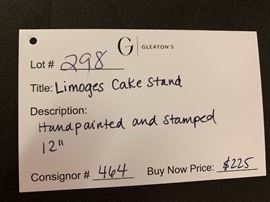 G | GLEATON'S
Lot # 298
Title: Limoges Cake Stand
Description:
Handpainted and stamped
12"
Consignor # 464 Buy Now Price: $225